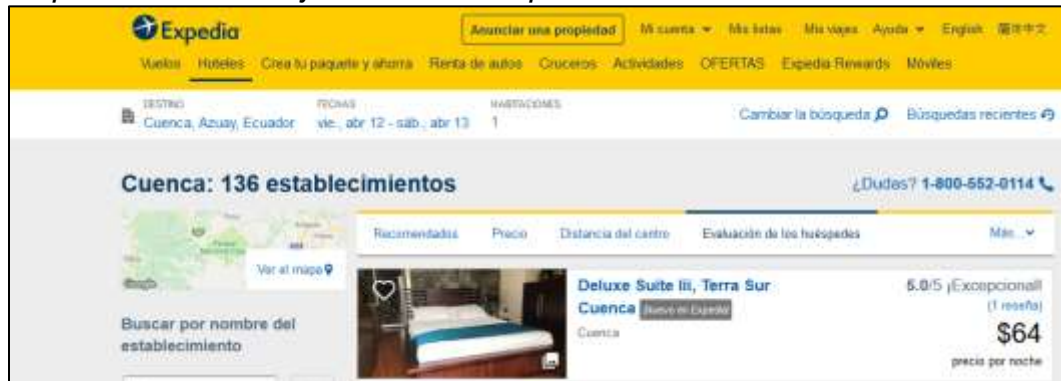 Expedia
Anunciar una propiedad Mi cuenta Mis listas Mis viajes Ayuda English 简体中文
Vuelos Hoteles Crea tu paquete y ahorra Renta de autos Cruceros Actividades OFERTAS Expedia Rewards Móviles
DESTINO FECHAS HABITACIONES
Cuenca, Azuay, Ecuador vie., abr 12 - sáb., abr 13 1 Cambiar la búsqueda Búsquedas recientes
Cuenca: 136 establecimientos ¿Dudas? 1-800-552-0114
Recomendados Precio Distancia del centro Evaluación de los huéspedes Más...
Ver el mapa
Google
Deluxe Suite Iii, Terra Sur 5.0/5 ¡Excepcional!
Cuenca Nuevo en Expedia (1 reseña)
Cuenca $64
Buscar por nombre del
establecimiento
precio por noche